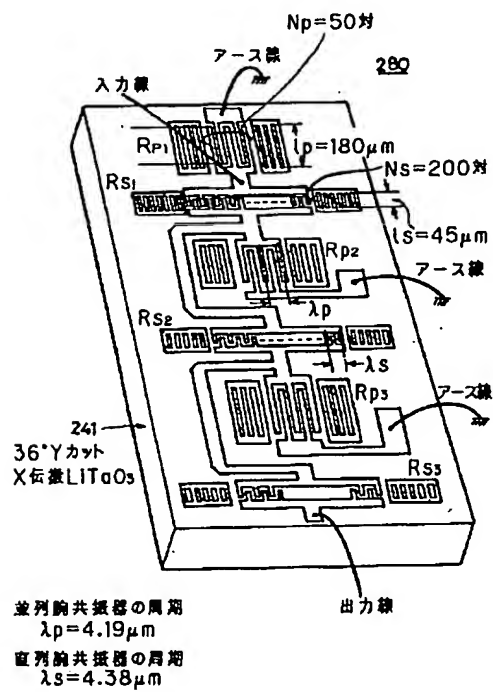 Np=50対
アース線
280
入力線
RP1
lp=180μm
Ns=200対
Rs1
ls=45μm
Rp2
アース線
λp
Rs2
λs
アース線
Rp3
241
36°Yカット
X伝搬LiTaO3
Rs3
出力線
並列腕共振器の周期
λp=4.19μm
直列腕共振器の周期
λs=4.38μm